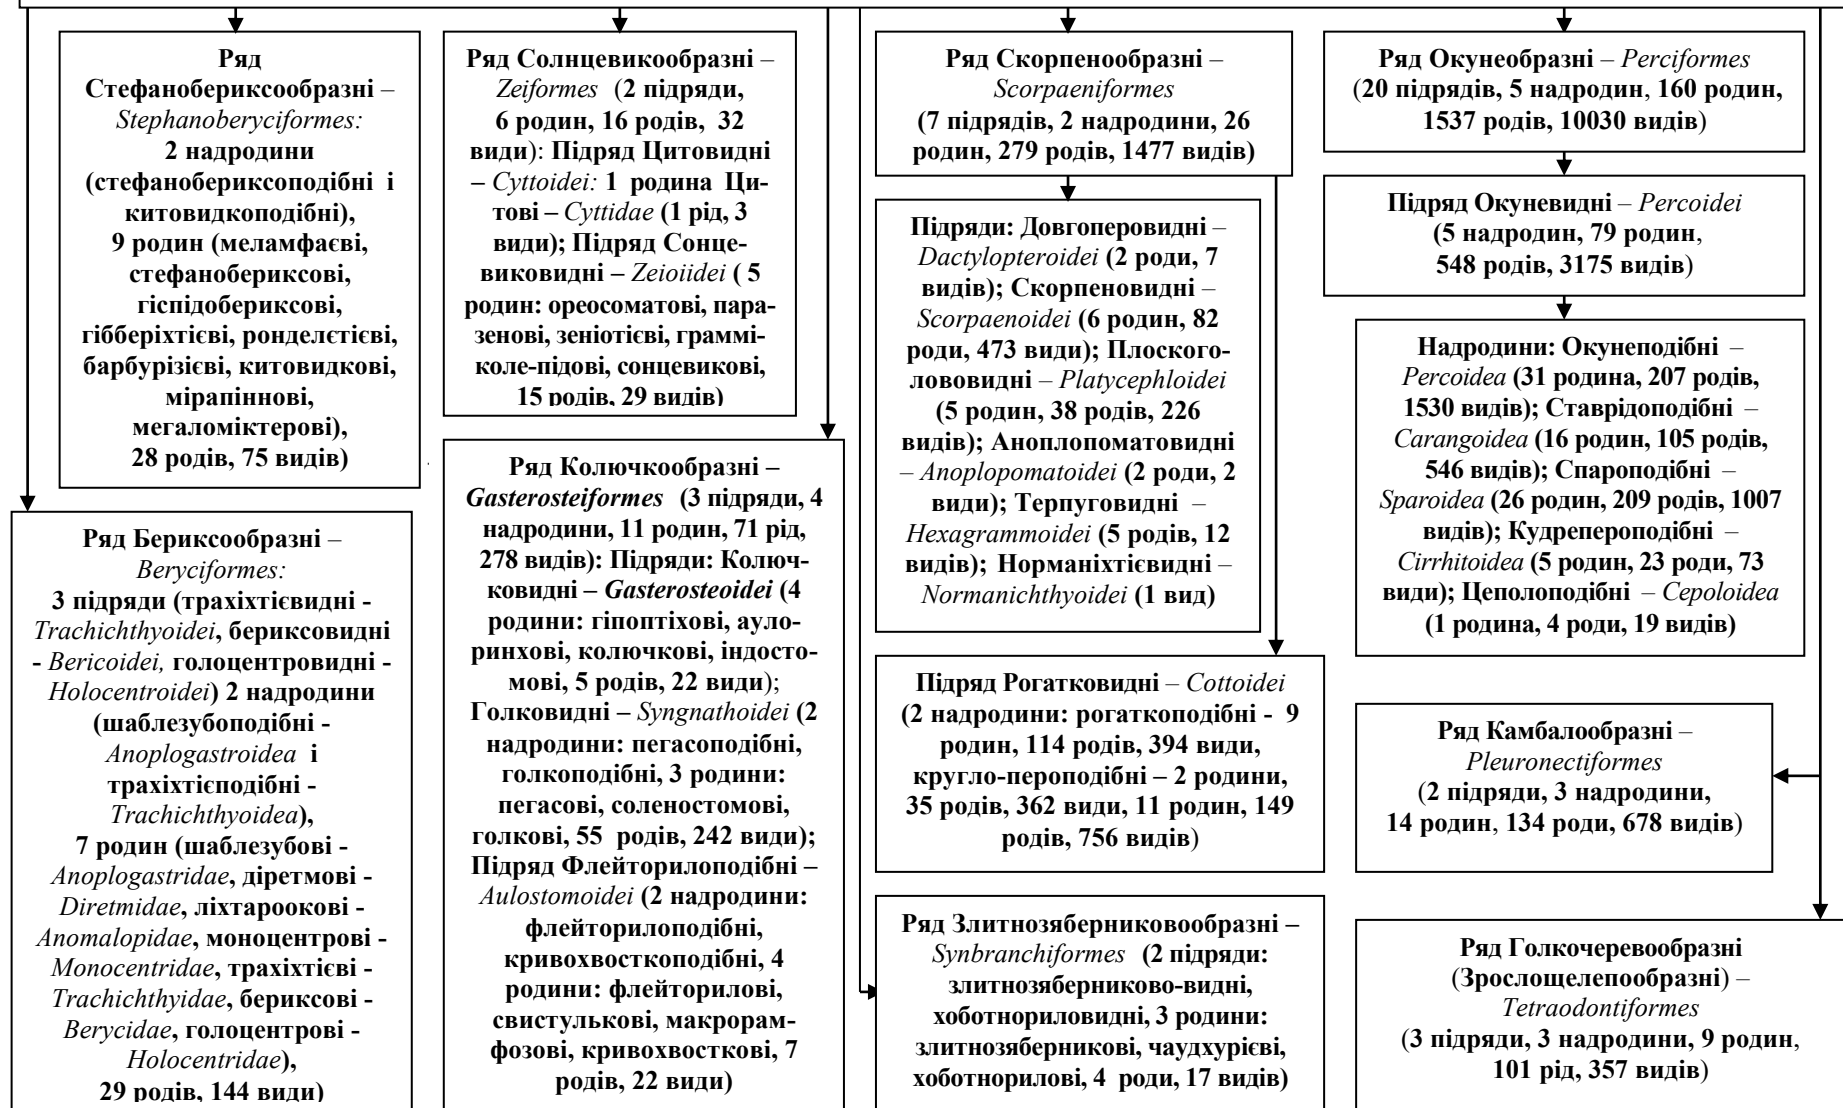 Ряд
Стефанобериксообразні –
Stephanoberyciformes:
2 надродини
(стефанобериксоподібні і
китовидкоподібні),
9 родин (меламфаєві,
стефанобериксові,
гіспідобериксові,
гібберіхтієві, ронделєтієві,
барбурізієві, китовидкові,
мірапіннові,
мегаломіктерові),
28 родів, 75 видів)
Ряд Бериксообразні –
Beryciformes:
3 підряди (трахіхтієвидні -
Trachichthyoidei, бериксовидні
- Bericoidei, голоцентровидні -
Holocentroidei) 2 надродини
(шаблезубоподібні -
Anoplogastroidea і
трахіхтієподібні -
Trachichthyoidea),
7 родин (шаблезубові -
Anoplogastridae, діретмові -
Diretmidae, ліхтароокові -
Anomalopidae, моноцентрові -
Monocentridae, трахіхтієві -
Trachichthyidae, бериксові -
Berycidae, голоцентрові -
Holocentridae),
29 родів, 144 види)
Ряд Солнцевикообразні –
Zeiformes (2 підряди,
6 родин, 16 родів, 32
види): Підряд Цитовидні
– Cyttoidei: 1 родина Ци-
тові – Cyttidae (1 рід, 3
види); Підряд Сонце-
виковидні – Zeioiidei ( 5
родин: ореосоматові, пара-
зенові, зеніотієві, граммі-
коле-підові, сонцевикові,
15 родів, 29 видів)
Ряд Колючкообразні –
Gasterosteiformes (3 підряди, 4
надродини, 11 родин, 71 рід,
278 видів): Підряди: Колюч-
ковидні – Gasterosteoidei (4
родини: гіпоптіхові, ауло-
ринхові, колючкові, індосто-
мові, 5 родів, 22 види);
Голковидні – Syngnathoidei (2
надродини: пегасоподібні,
голкоподібні, 3 родини:
пегасові, соленостомові,
голкові, 55 родів, 242 види);
Підряд Флейторилоподібні –
Aulostomoidei (2 надродини:
флейторилоподібні,
кривохвосткоподібні, 4
родини: флейторилові,
свистулькові, макрорам-
фозові, кривохвосткові, 7
родів, 22 види)
Ряд Скорпенообразні –
Scorpaeniformes
(7 підрядів, 2 надродини, 26
родин, 279 родів, 1477 видів)
Підряди: Довгоперовидні –
Dactylopteroidei (2 роди, 7
видів); Скорпеновидні –
Scorpaenoidei (6 родин, 82
роди, 473 види); Плоского-
лововидні – Platycephloidei
(5 родин, 38 родів, 226
видів); Аноплопоматовидні
– Anoplopomatoidei (2 роди, 2
види); Терпуговидні –
Hexagrammoidei (5 родів, 12
видів); Норманіхтієвидні –
Normanichthyoidei (1 вид)
Підряд Рогатковидні – Cottoidei
(2 надродини: рогаткоподібні - 9
родин, 114 родів, 394 види,
кругло-пероподібні – 2 родини,
35 родів, 362 види, 11 родин, 149
родів, 756 видів)
Ряд Злитнозяберниковообразні –
Synbranchiformes (2 підряди:
злитнозяберниково-видні,
хоботнориловидні, 3 родини:
злитнозяберникові, чаудхурієві,
хоботнорилові, 4 роди, 17 видів)
Ряд Окунеобразні – Perciformes
(20 підрядів, 5 надродин, 160 родин,
1537 родів, 10030 видів)
Підряд Окуневидні – Percoidei
(5 надродин, 79 родин,
548 родів, 3175 видів)
Надродини: Окунеподібні –
Percoidea (31 родина, 207 родів,
1530 видів); Ставрідоподібні –
Carangoidea (16 родин, 105 родів,
546 видів); Спароподібні –
Sparoidea (26 родин, 209 родів, 1007
видів); Кудрепероподібні –
Cirrhitoidea (5 родин, 23 роди, 73
види); Цеполоподібні – Cepoloidea
(1 родина, 4 роди, 19 видів)
Ряд Камбалообразні –
Pleuronectiformes
(2 підряди, 3 надродини,
14 родин, 134 роди, 678 видів)
Ряд Голкочеревообразні
(Зрослощелепообразні) –
Tetraodontiformes
(3 підряди, 3 надродини, 9 родин,
101 рід, 357 видів)